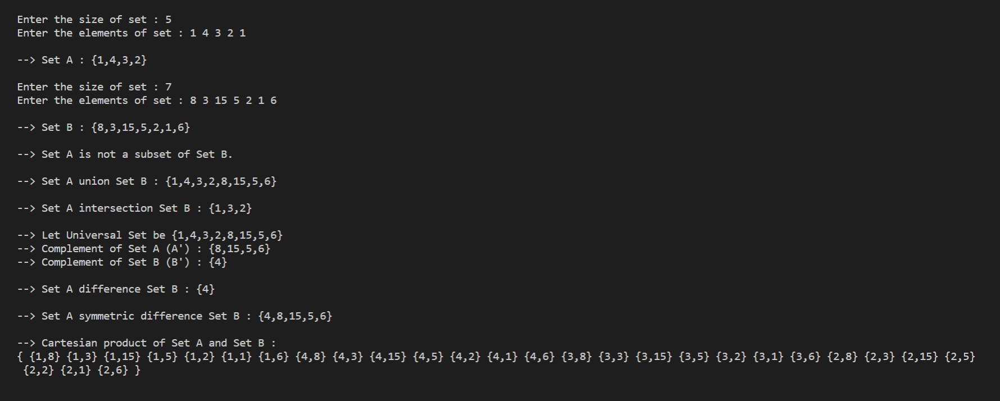 Enter the size of set : 5
Enter the elements of set : 1 4 3 2 1
--> Set A : {1,4,3,2}
Enter the size of set : 7
Enter the elements of set : 8 3 15 5 2 1 6
--> Set B : {8,3,15,5,2,1,6}
--> Set A is not a subset of Set B.
--> Set A union Set B : {1,4,3,2,8,15,5,6}
--> Set A intersection Set B : {1,3,2}
--> Let Universal Set be {1,4,3,2,8,15,5,6}
--> Complement of Set A (A') : {8,15,5,6}
--> Complement of Set B (B') : {4}
--> Set A difference Set B : {4}
--> Set A symmetric difference Set B : {4,8,15,5,6}
--> Cartesian product of Set A and Set B :
{ {1,8} {1,3} {1,15} {1,5} {1,2} {1,1} {1,6} {4,8} {4,3} {4,15} {4,5} {4,2} {4,1} {4,6} {3,8} {3,3} {3,15} {3,5} {3,2} {3,1} {3,6} {2,8} {2,3} {2,15} {2,5}
{2,2} {2,1} {2,6} }